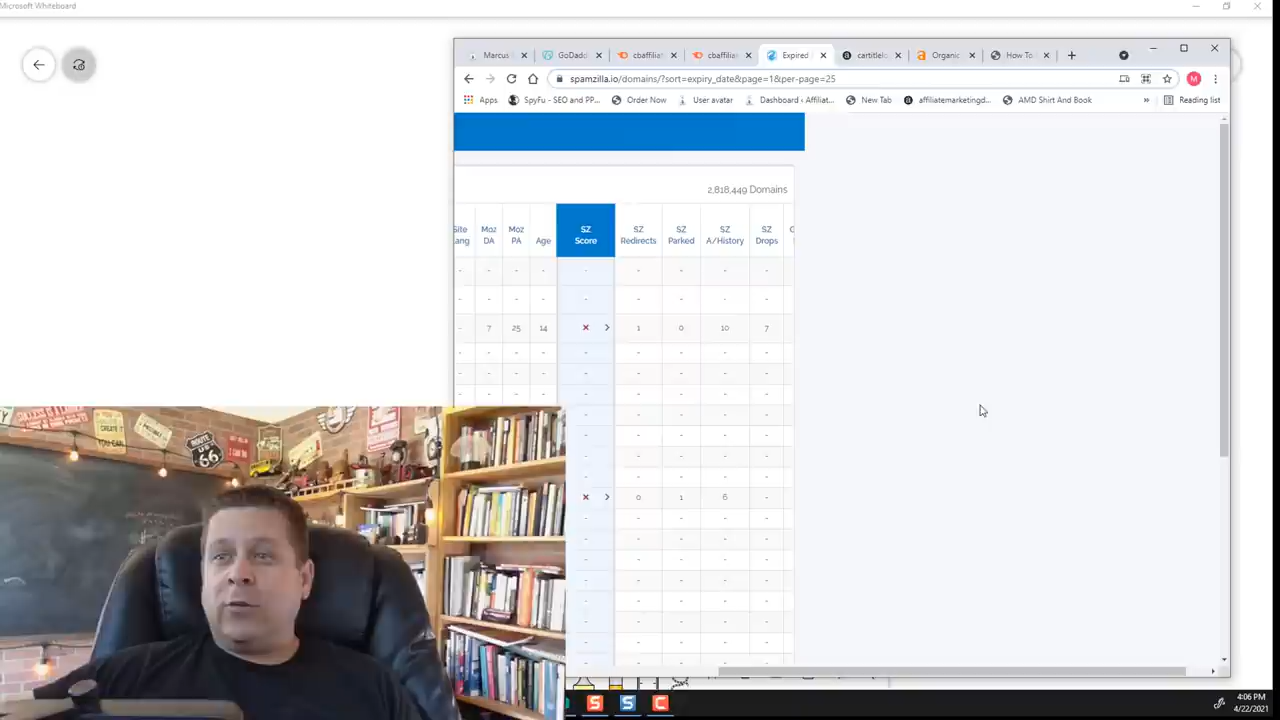 Microsoft Whiteboard
Marcus
GoDadd
cbaffiliat
cbaffiliat
Expired
cartitlelo
Organic
How To
spamzilla.io/domains/?sort=expiry_date&page=1&per-page=25
Apps
SpyFu - SEO and PP...
Order Now
User avatar
Dashboard ‹ Affiliat...
New Tab
affiliatemarketingd...
AMD Shirt And Book
»
Reading list
2,818,449 Domains
Site Lang
Moz DA
Moz PA
Age
SZ Score
SZ Redirects
SZ Parked
SZ A/History
SZ Drops
- 7 25 14 1 0 10 7
0 1 6 -
ROUTE US 66
4:06 PM
4/22/2021